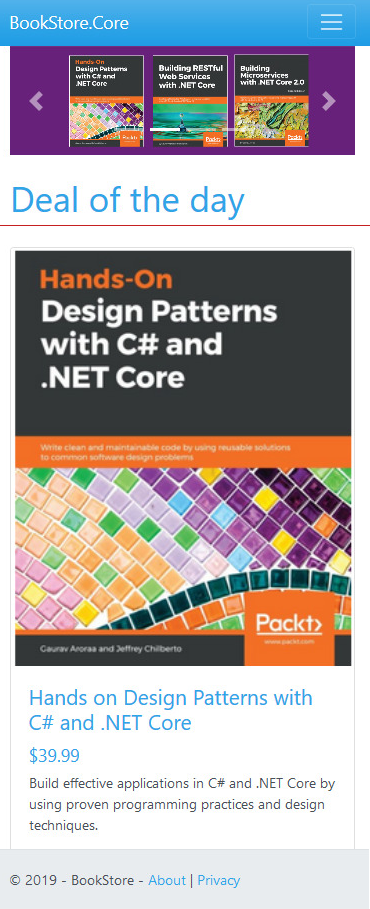 BookStore.Core
Hands-On
Design Patterns
with C# and
.NET Core
Building RESTful
Web Services
with .NET Core
Building
Microservices
with .NET Core 2.0
Deal of the day
Hands-On
Design Patterns
with C# and
.NET Core
Write clean and maintainable code by using reusable solutions
to common software design problems
Packt>
www.packt.com
Gaurav Aroraa and Jeffrey Chilberto
Hands on Design Patterns with
C# and .NET Core
$39.99
Build effective applications in C# and .NET Core by
using proven programming practices and design
techniques.
© 2019 - BookStore - About | Privacy